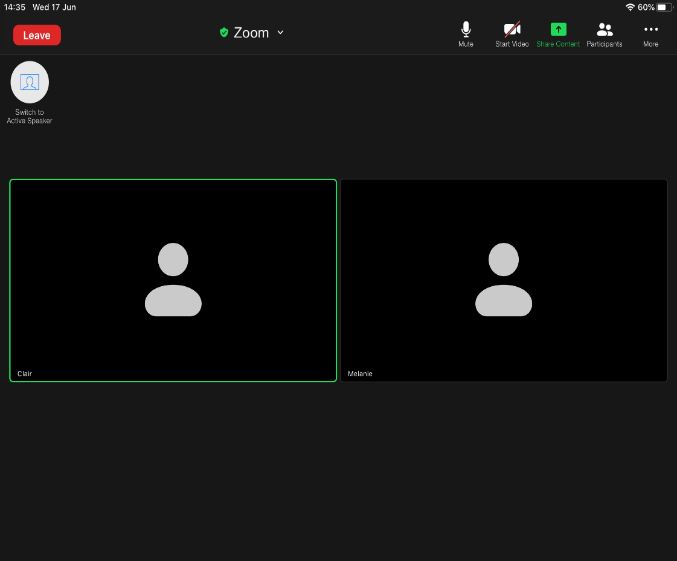 14:35 Wed 17 Jun
60%
Leave
Zoom
Mute
Start Video
Share Content
Participants
More
Switch to
Active Speaker
Clair
Melanie